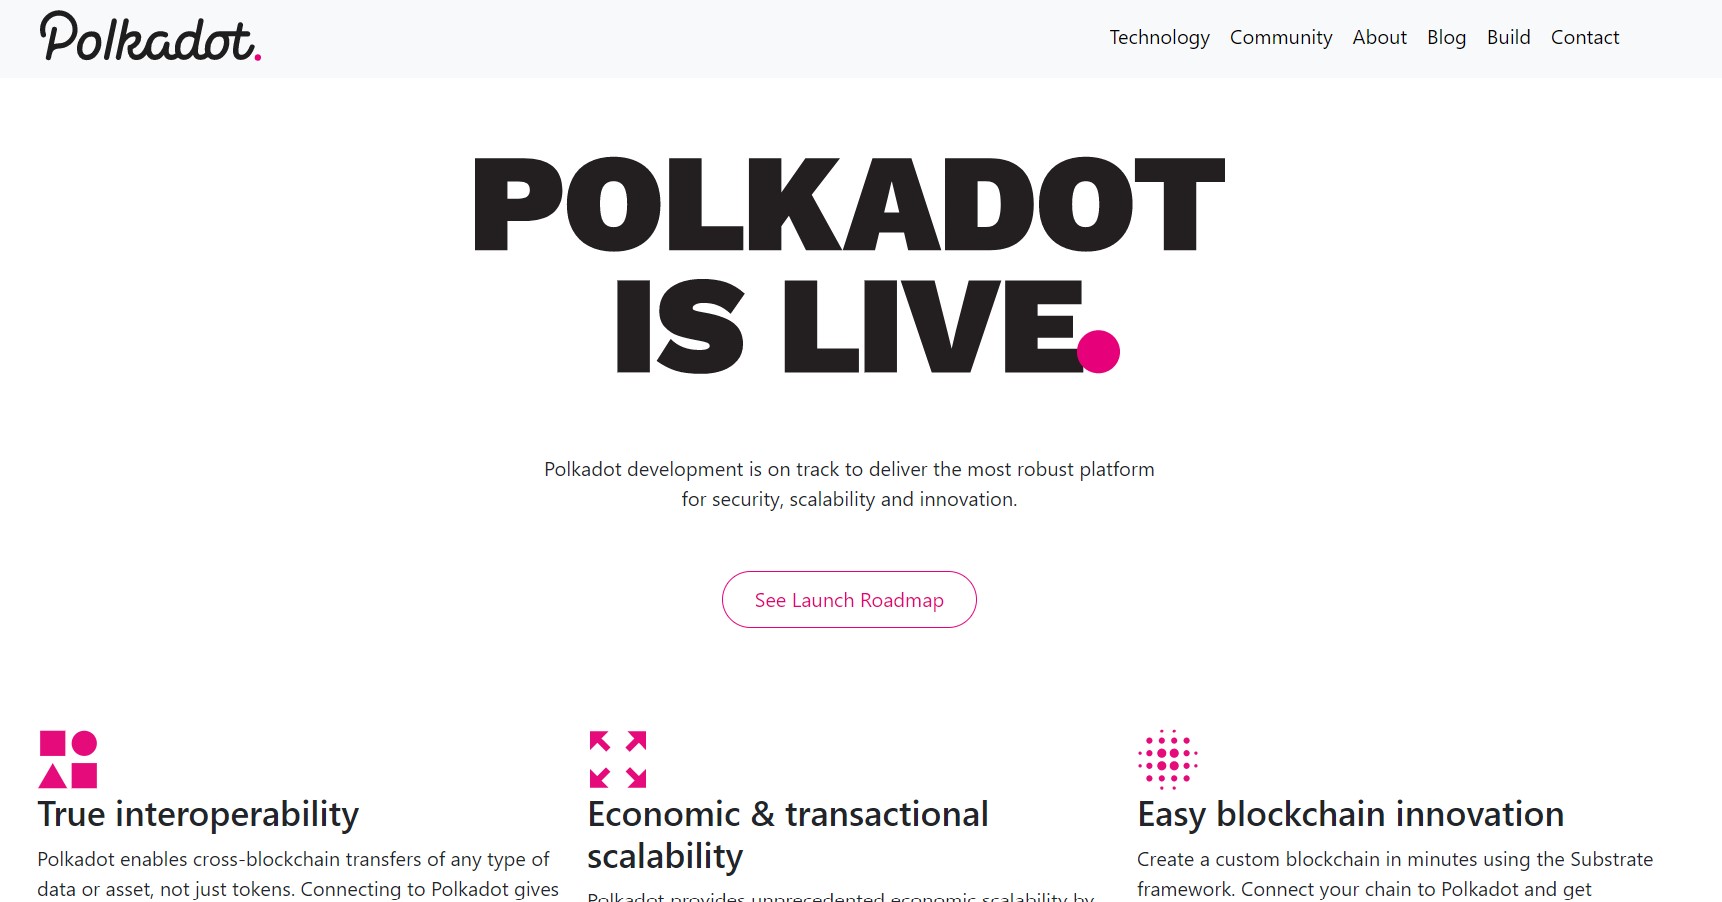 Polkadot.
Technology Community About Blog Build Contact
POLKADOT
IS LIVE.
Polkadot development is on track to deliver the most robust platform
for security, scalability and innovation.
See Launch Roadmap
True interoperability
Polkadot enables cross-blockchain transfers of any type of
data or asset, not just tokens. Connecting to Polkadot gives
Economic & transactional
scalability
Polkadot provides unprecedented economic scalability by
Easy blockchain innovation
Create a custom blockchain in minutes using the Substrate
framework. Connect your chain to Polkadot and get